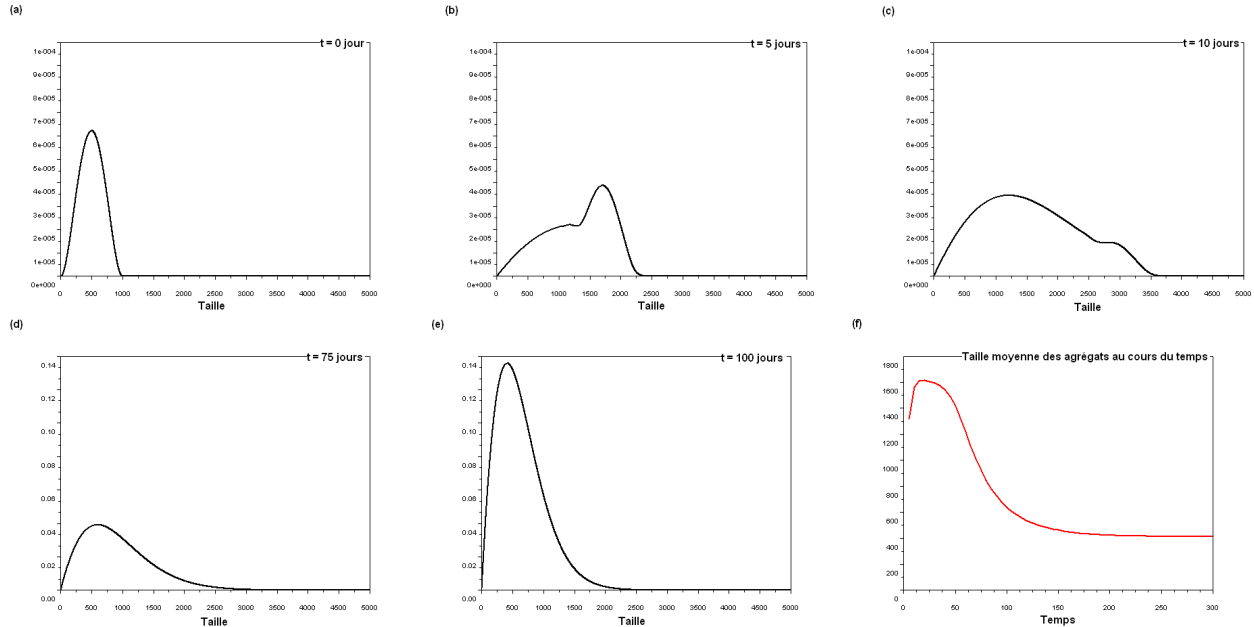 (a)
t = 0 jour
1e-004
9e-005
8e-005
7e-005
6e-005
5e-005
4e-005
3e-005
2e-005
1e-005
0e+000
0 500 1000 1500 2000 2500 3000 3500 4000 4500 5000
Taille
(b)
t = 5 jours
1e-004
9e-005
8e-005
7e-005
6e-005
5e-005
4e-005
3e-005
2e-005
1e-005
0e+000
0 500 1000 1500 2000 2500 3000 3500 4000 4500 5000
Taille
(c)
t = 10 jours
1e-004
9e-005
8e-005
7e-005
6e-005
5e-005
4e-005
3e-005
2e-005
1e-005
0e+000
0 500 1000 1500 2000 2500 3000 3500 4000 4500 5000
Taille
(d)
t = 75 jours
0.14
0.12
0.10
0.08
0.06
0.04
0.02
0.00
0 500 1000 1500 2000 2500 3000 3500 4000 4500 5000
Taille
(e)
t = 100 jours
0.14
0.12
0.10
0.08
0.06
0.04
0.02
0.00
0 500 1000 1500 2000 2500 3000 3500 4000 4500 5000
Taille
(f)
Taille moyenne des agrégats au cours du temps
1800
1600
1400
1200
1000
800
600
400
200
0
0 50 100 150 200 250 300
Temps